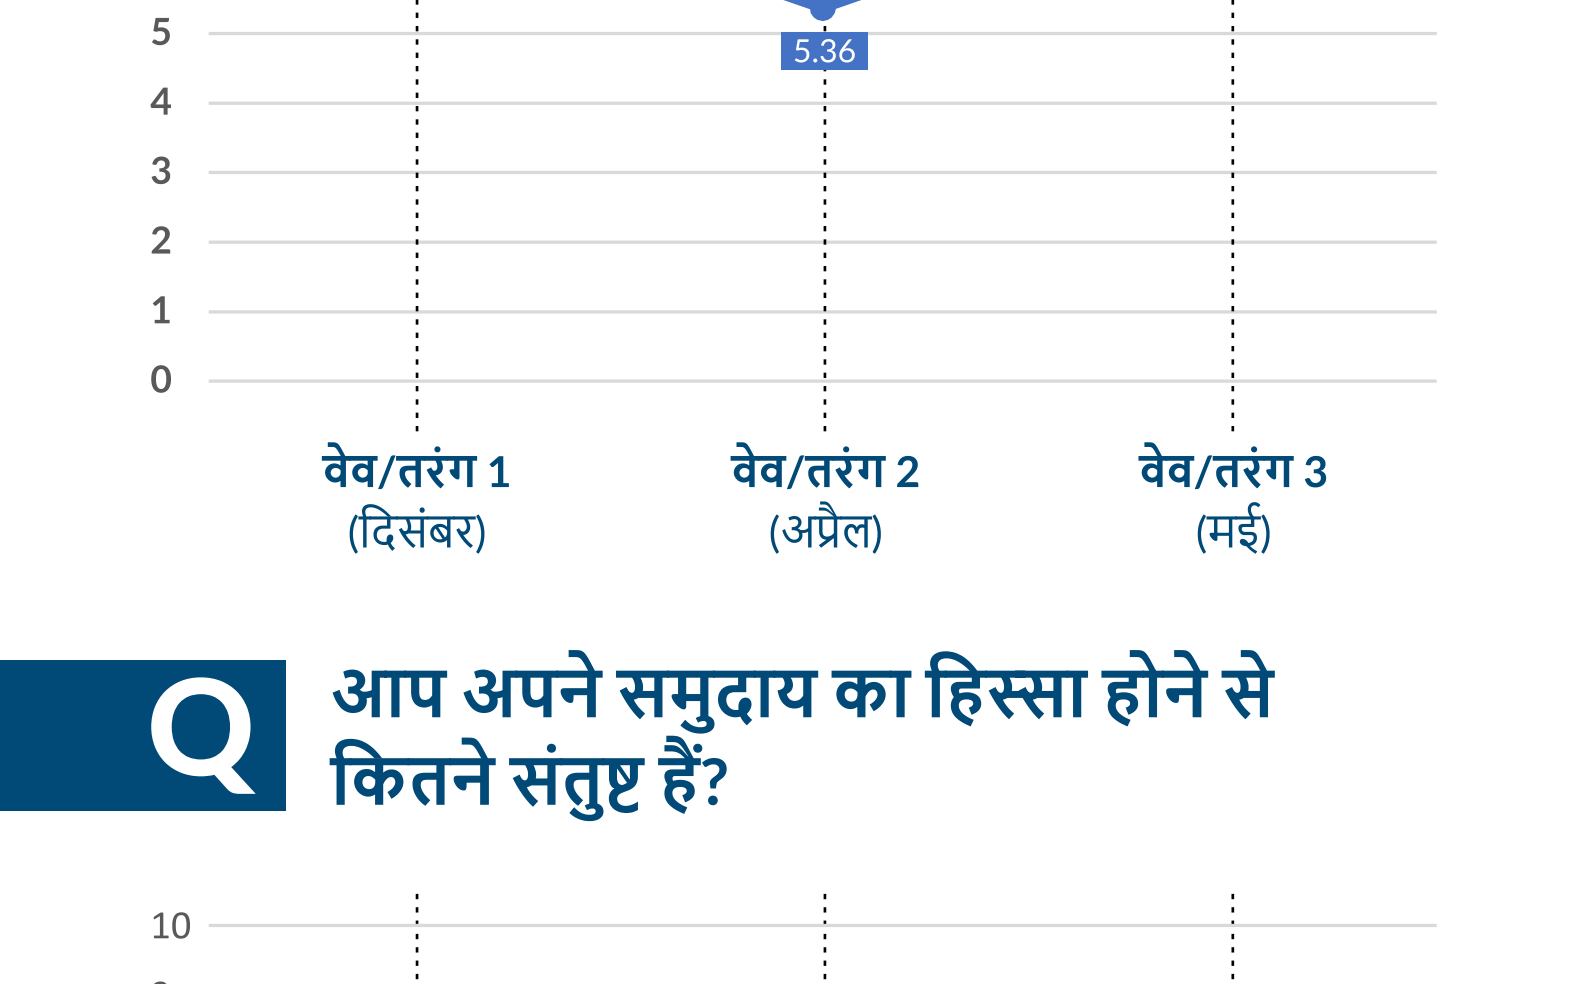 5
5.36
4
3
2
1
0
वेव/तरंग 1
(दिसंबर)
वेव/तरंग 2
(अप्रैल)
वेव/तरंग 3
(मई)
Q
आप अपने समुदाय का हिस्सा होने से
कितने संतुष्ट हैं?
10